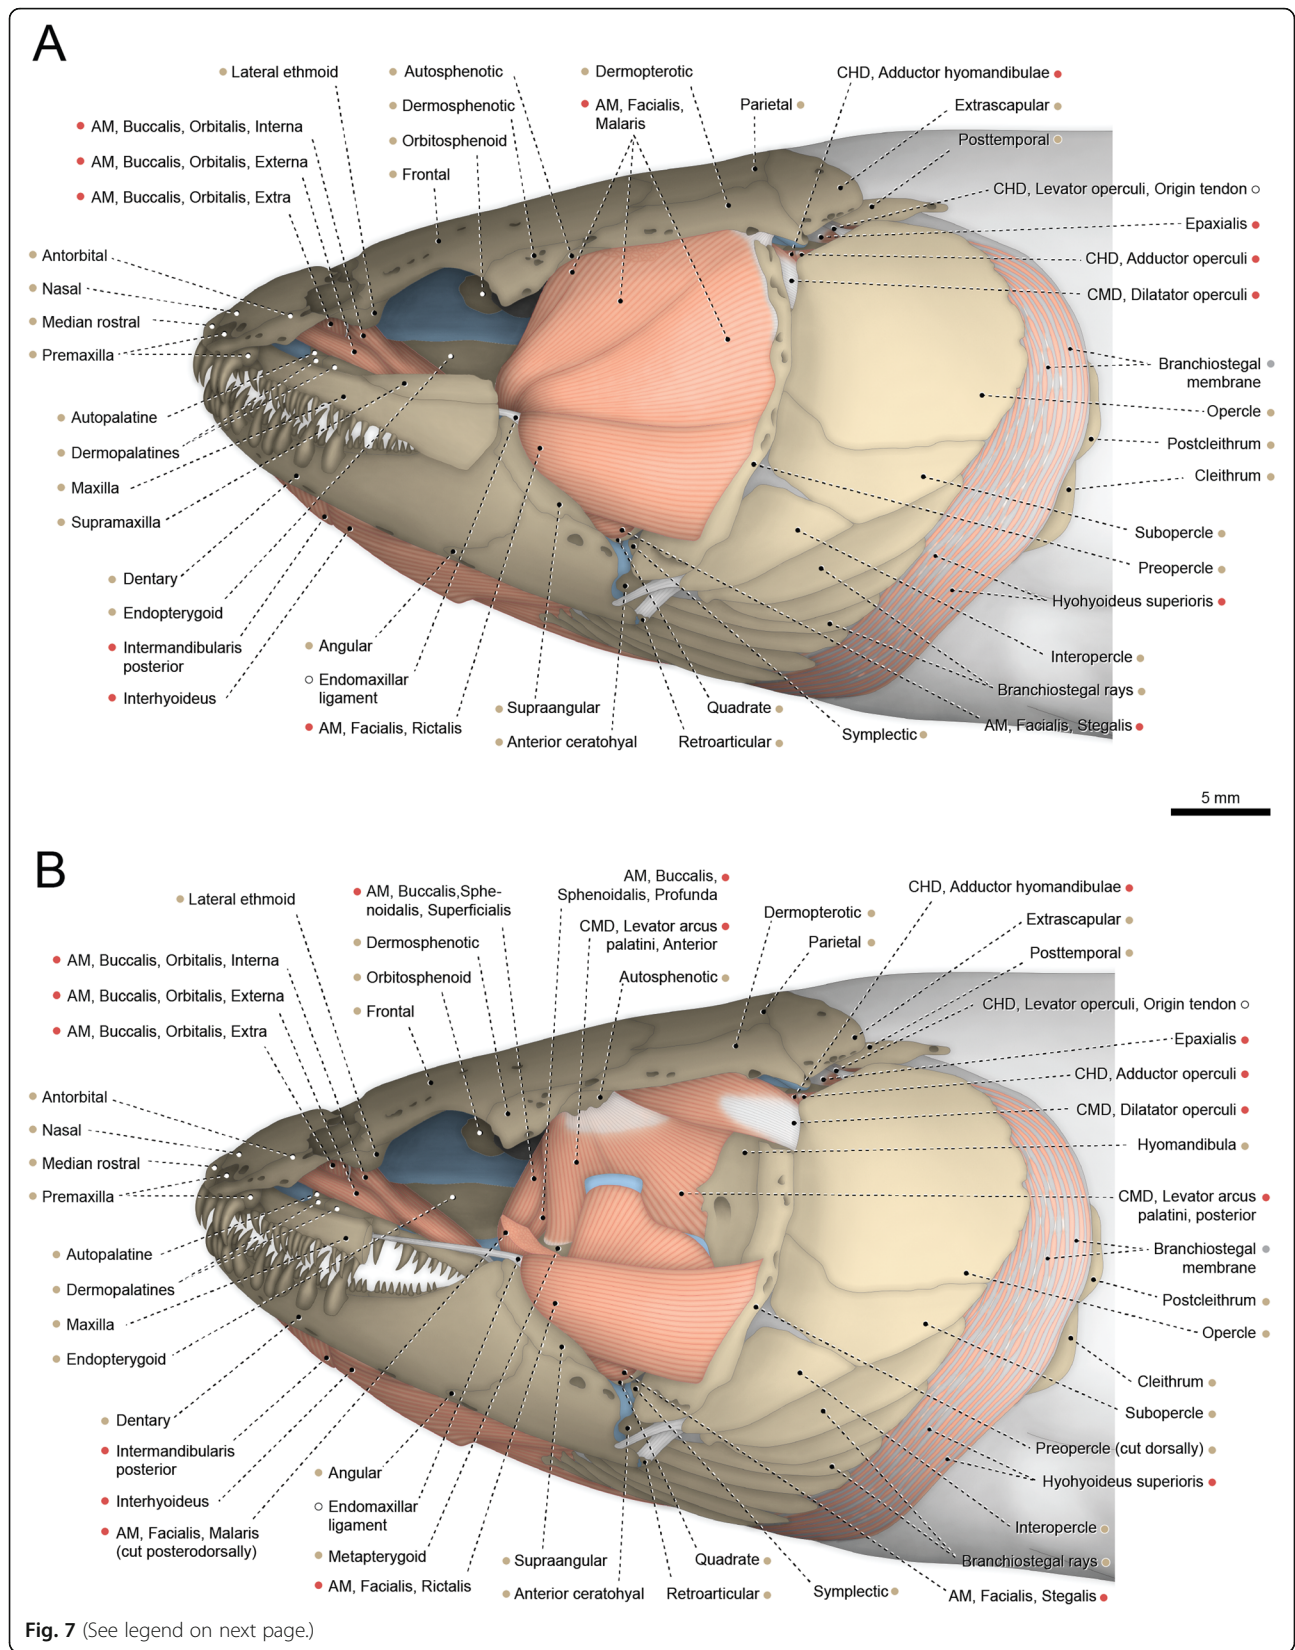 A
Lateral ethmoid
Autosphenotic
Dermopterotic
CHD, Adductor hyomandibulae
Dermosphenotic
AM, Facialis,
Malaris
Parietal
Extrascapular
AM, Buccalis, Orbitalis, Interna
Orbitosphenoid
Posttemporal
AM, Buccalis, Orbitalis, Externa
Frontal
AM, Buccalis, Orbitalis, Extra
CHD, Levator operculi, Origin tendon
Epaxialis
Antorbital
CHD, Adductor operculi
Nasal
CMD, Dilatator operculi
Median rostral
Premaxilla
Branchiostegal
membrane
Autopalatine
Opercle
Dermopalatines
Postcleithrum
Maxilla
Cleithrum
Supramaxilla
Subopercle
Dentary
Preopercle
Endopterygoid
Hyohyoideus superioris
Intermandibularis
posterior
Angular
Interopercle
Interhyoideus
Endomaxillar
ligament
Branchiostegal rays
AM, Facialis, Rictalis
Supraangular
Quadrate
AM, Facialis, Stegalis
Anterior ceratohyal
Retroarticular
Symplectic
5 mm
B
Lateral ethmoid
AM, Buccalis,Sphe-
noidalis, Superficialis
AM, Buccalis,
Sphenoidalis, Profunda
CHD, Adductor hyomandibulae
Dermosphenotic
CMD, Levator arcus
palatini, Anterior
Dermopterotic
Extrascapular
AM, Buccalis, Orbitalis, Interna
Orbitosphenoid
Autosphenotic
Parietal
Posttemporal
AM, Buccalis, Orbitalis, Externa
Frontal
CHD, Levator operculi, Origin tendon
AM, Buccalis, Orbitalis, Extra
Epaxialis
CHD, Adductor operculi
Antorbital
CMD, Dilatator operculi
Nasal
Hyomandibula
Median rostral
Premaxilla
CMD, Levator arcus
palatini, posterior
Autopalatine
Branchiostegal
membrane
Dermopalatines
Postcleithrum
Maxilla
Opercle
Endopterygoid
Cleithrum
Dentary
Subopercle
Intermandibularis
posterior
Preopercle (cut dorsally)
Angular
Hyohyoideus superioris
Interhyoideus
Endomaxillar
ligament
Interopercle
AM, Facialis, Malaris
(cut posterodorsally)
Metapterygoid
Supraangular
Quadrate
Branchiostegal rays
AM, Facialis, Rictalis
Anterior ceratohyal
Retroarticular
Symplectic
AM, Facialis, Stegalis
Fig. 7 (See legend on next page.)